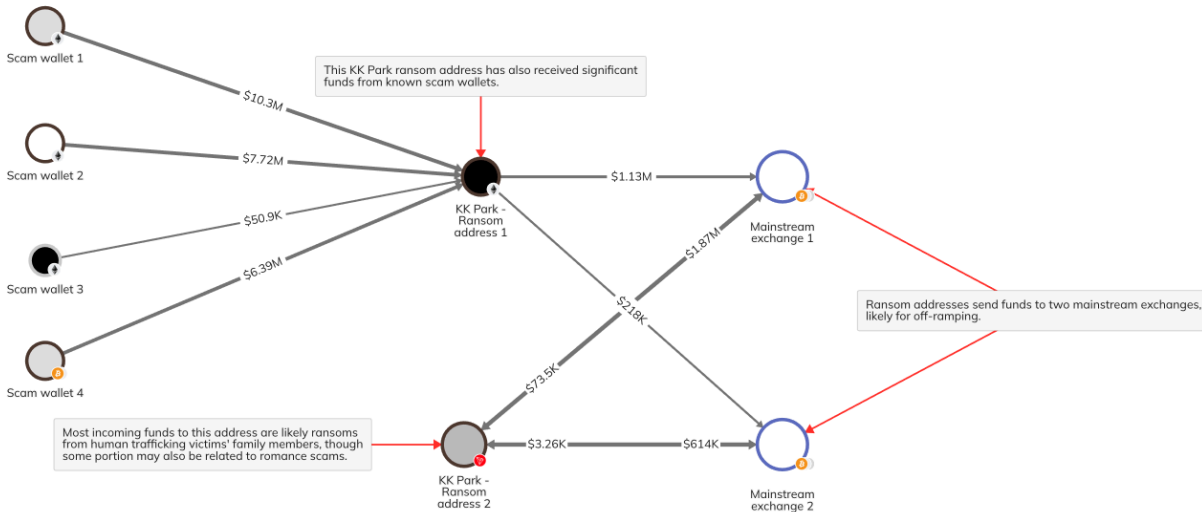 Scam wallet 1
$10.3M
This KK Park ransom address has also received significant
funds from known scam wallets.
Scam wallet 2
$7.72M
$1.13M
KK Park -
Ransom
address 1
Mainstream
exchange 1
$50.9K
Scam wallet 3
$6.39M
$1.87M
$218K
Ransom addresses send funds to two mainstream exchanges,
likely for off-ramping.
Scam wallet 4
$73.5K
Most incoming funds to this address are likely ransoms
from human trafficking victims' family members, though
some portion may also be related to romance scams.
$3.26K
$614K
KK Park -
Ransom
address 2
Mainstream
exchange 2